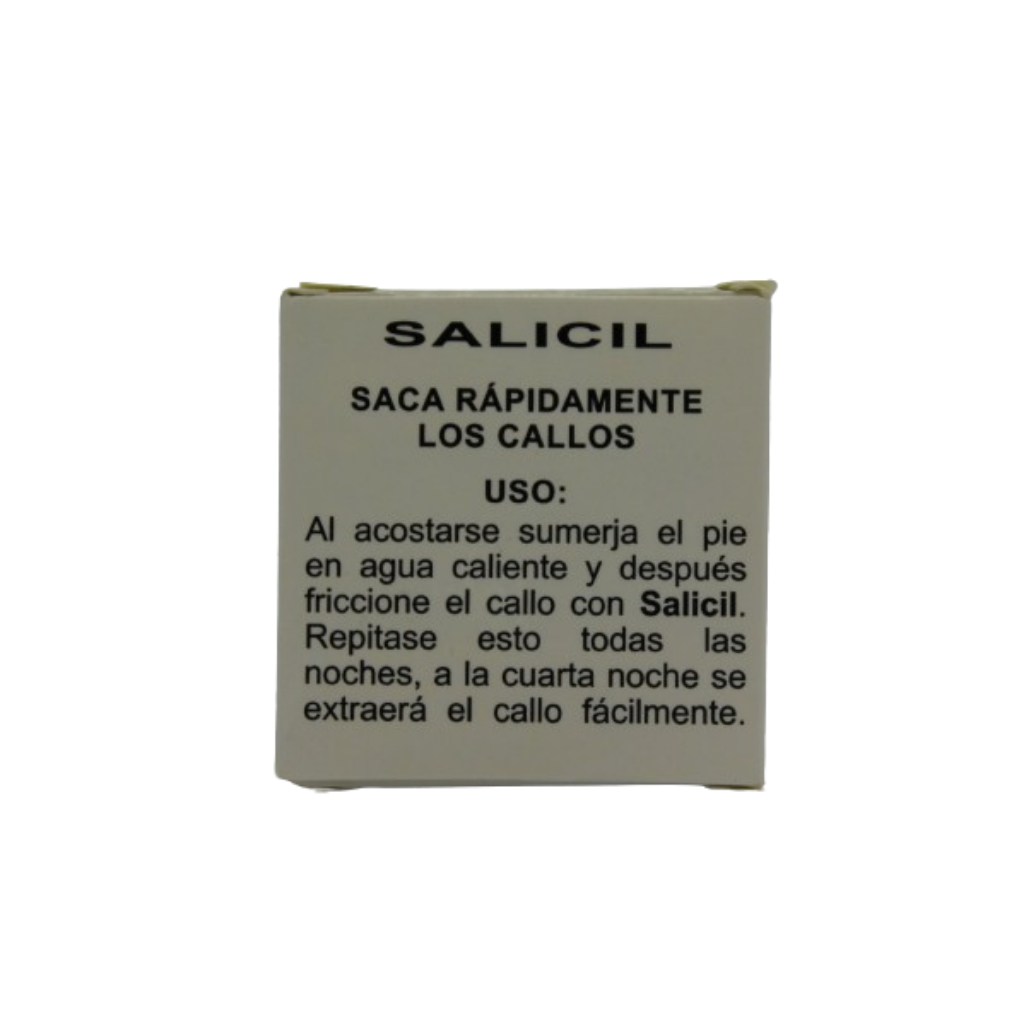 SALICIL
SACA RÁPIDAMENTE
LOS CALLOS
USO:
Al acostarse sumerja el pie
en agua caliente y después
friccione el callo con Salicil.
Repitase esto todas las
noches, a la cuarta noche se
extraerá el callo fácilmente.